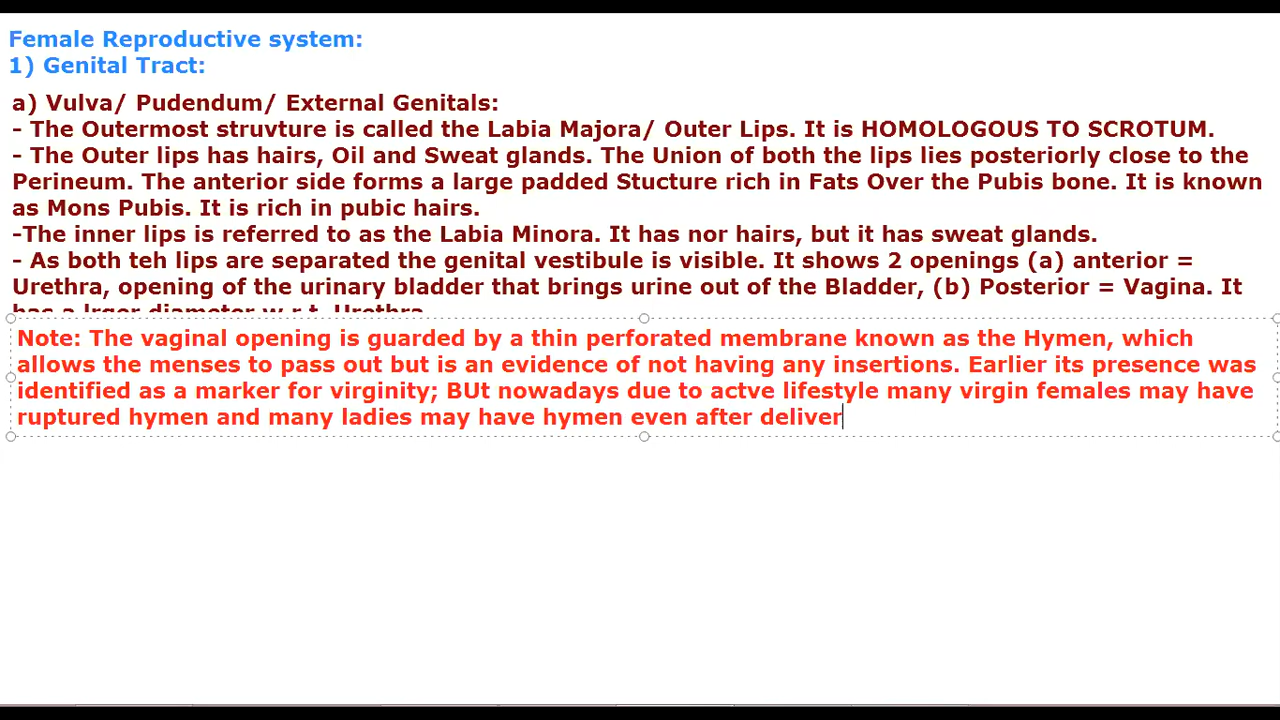 Female Reproductive system:
1) Genital Tract:
a) Vulva/ Pudendum/ External Genitals:
- The Outermost struvture is called the Labia Majora/ Outer Lips. It is HOMOLOGOUS TO SCROTUM.
- The Outer lips has hairs, Oil and Sweat glands. The Union of both the lips lies posteriorly close to the
Perineum. The anterior side forms a large padded Stucture rich in Fats Over the Pubis bone. It is known
as Mons Pubis. It is rich in pubic hairs.
-The inner lips is referred to as the Labia Minora. It has nor hairs, but it has sweat glands.
- As both teh lips are separated the genital vestibule is visible. It shows 2 openings (a) anterior =
Urethra, opening of the urinary bladder that brings urine out of the Bladder, (b) Posterior = Vagina. It
has a lrger diameter w.r.t. Urethra
Note: The vaginal opening is guarded by a thin perforated membrane known as the Hymen, which
allows the menses to pass out but is an evidence of not having any insertions. Earlier its presence was
identified as a marker for virginity; BUt nowadays due to actve lifestyle many virgin females may have
ruptured hymen and many ladies may have hymen even after deliver